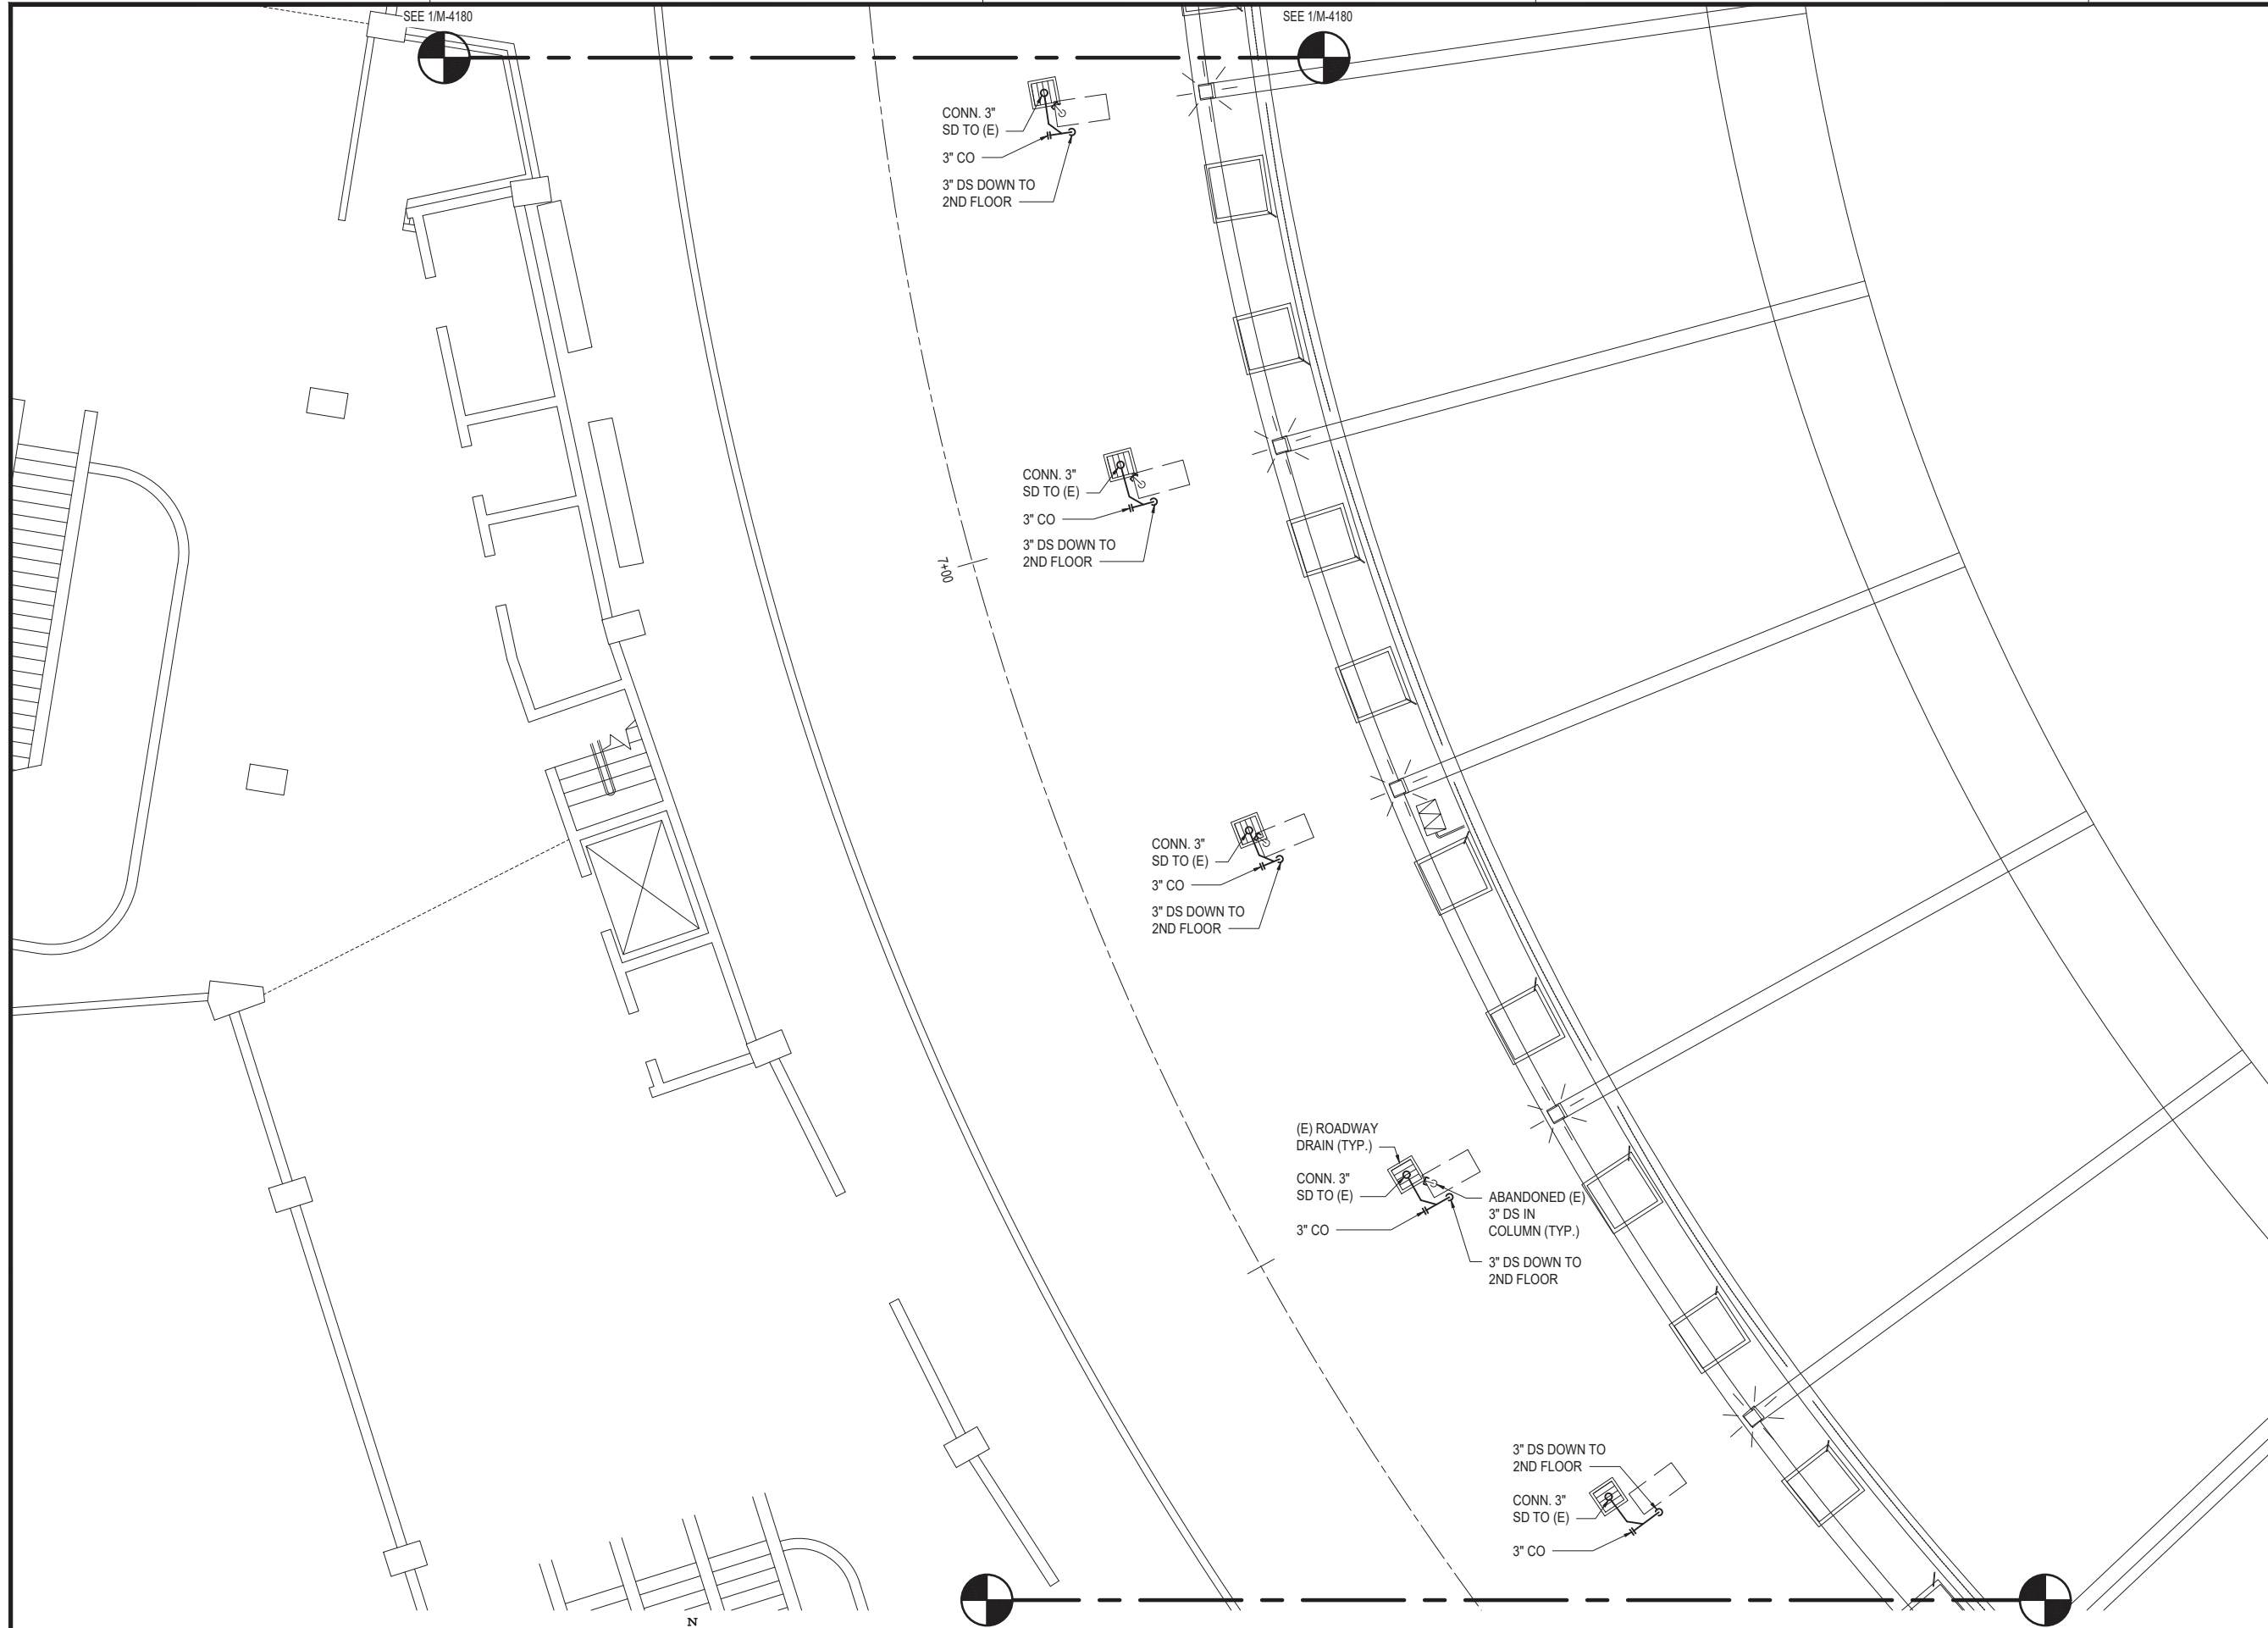 SEE 1/M-4180
SEE 1/M-4180
CONN. 3"
SD TO (E)
3" CO
3" DS DOWN TO
2ND FLOOR
CONN. 3"
SD TO (E)
3" CO
3" DS DOWN TO
2ND FLOOR
7+00
CONN. 3"
SD TO (E)
3" CO
3" DS DOWN TO
2ND FLOOR
(E) ROADWAY
DRAIN (TYP.)
CONN. 3"
SD TO (E)
3" CO
ABANDONED (E)
3" DS IN
COLUMN (TYP.)
3" DS DOWN TO
2ND FLOOR
3" DS DOWN TO
2ND FLOOR
CONN. 3"
SD TO (E)
3" CO
N